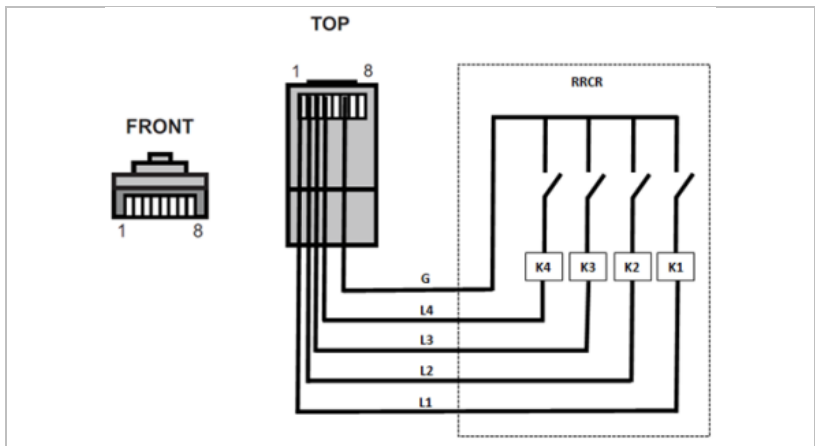 TOP
1 8
RRCR
FRONT
1 8
K4 K3 K2 K1
G
L4
L3
L2
L1